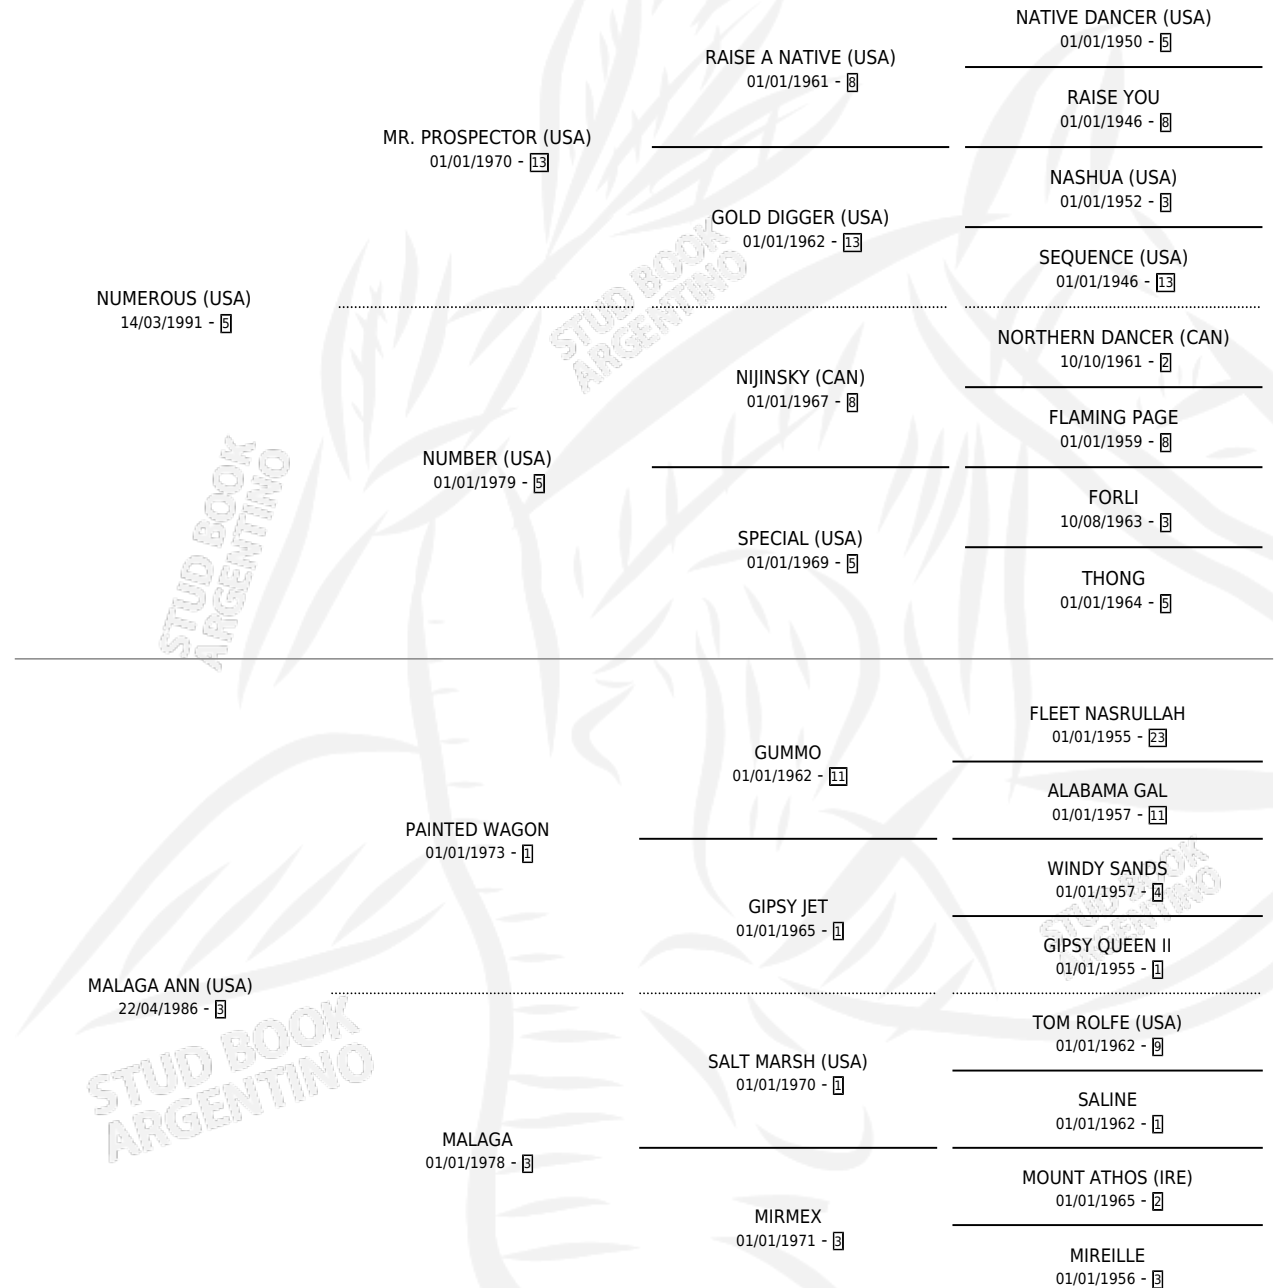 NATIVE DANCER (USA)
01/01/1950 - 5
RAISE A NATIVE (USA)
01/01/1961 - 8
RAISE YOU
01/01/1946 - 8
MR. PROSPECTOR (USA)
01/01/1970 - 13
NASHUA (USA)
01/01/1952 - 3
GOLD DIGGER (USA)
01/01/1962 - 13
SEQUENCE (USA)
01/01/1946 - 13
NUMEROUS (USA)
14/03/1991 - 5
NORTHERN DANCER (CAN)
10/10/1961 - 2
NIJINSKY (CAN)
01/01/1967 - 8
FLAMING PAGE
01/01/1959 - 8
NUMBER (USA)
01/01/1979 - 5
FORLI
10/08/1963 - 3
SPECIAL (USA)
01/01/1969 - 5
THONG
01/01/1964 - 5
STUD BOOK
ARGENTINO
STUD BOOK
ARGENTINO
FLEET NASRULLAH
01/01/1955 - 23
GUMMO
01/01/1962 - 11
ALABAMA GAL
01/01/1957 - 11
PAINTED WAGON
01/01/1973 - 1
WINDY SANDS
01/01/1957 - 4
GIPSY JET
01/01/1965 - 1
GIPSY QUEEN II
01/01/1955 - 1
MALAGA ANN (USA)
22/04/1986 - 3
TOM ROLFE (USA)
01/01/1962 - 9
SALT MARSH (USA)
01/01/1970 - 1
SALINE
01/01/1962 - 1
MALAGA
01/01/1978 - 3
MOUNT ATHOS (IRE)
01/01/1965 - 2
MIRMEX
01/01/1971 - 3
MIREILLE
01/01/1956 - 3
STUD BOOK
ARGENTINO
STUD BOOK
ARGENTINO